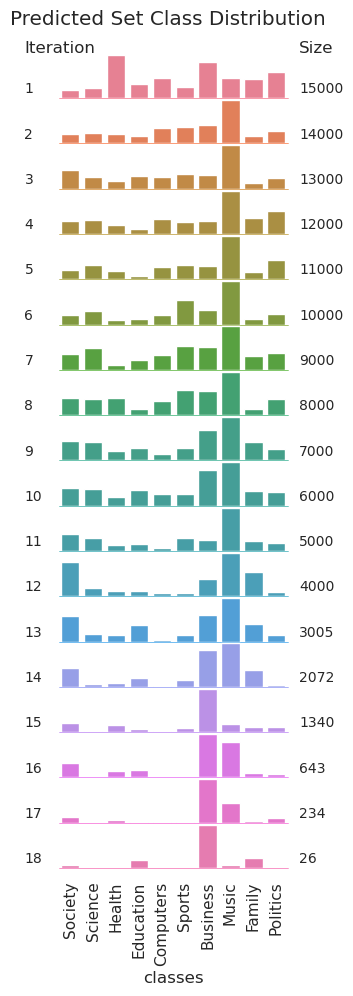 Predicted Set Class Distribution
Iteration Size
1 15000
2 14000
3 13000
4 12000
5 11000
6 10000
7 9000
8 8000
9 7000
10 6000
11 5000
12 4000
13 3005
14 2072
15 1340
16 643
17 234
18 26
Society
Science
Health
Education
Computers
Sports
Business
Music
Family
Politics
classes